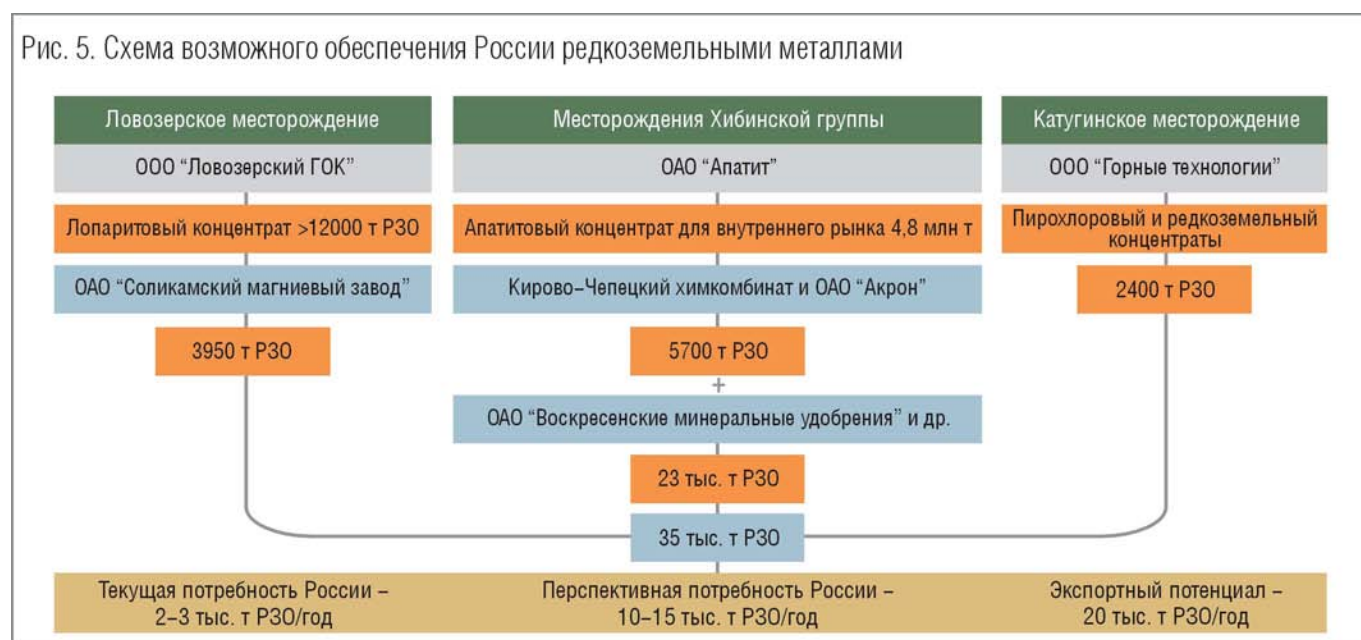 Рис. 5. Схема возможного обеспечения России редкоземельными металлами
Ловозерское месторождение
ООО “Ловозерский ГОК”
Лопаритовый концентрат >12000 т РЗО
ОАО “Соликамский магниевый завод”
3950 т РЗО
Месторождения Хибинской группы
ОАО “Апатит”
Апатитовый концентрат для внутреннего рынка 4,8 млн т
Кирово–Чепецкий химкомбинат и ОАО “Акрон”
5700 т РЗО
+
ОАО “Воскресенские минеральные удобрения” и др.
23 тыс. т РЗО
35 тыс. т РЗО
Катугинское месторождение
ООО “Горные технологии”
Пирохлоровый и редкоземельный
концентраты
2400 т РЗО
Текущая потребность России –
2–3 тыс. т РЗО/год
Перспективная потребность России –
10–15 тыс. т РЗО/год
Экспортный потенциал –
20 тыс. т РЗО/год